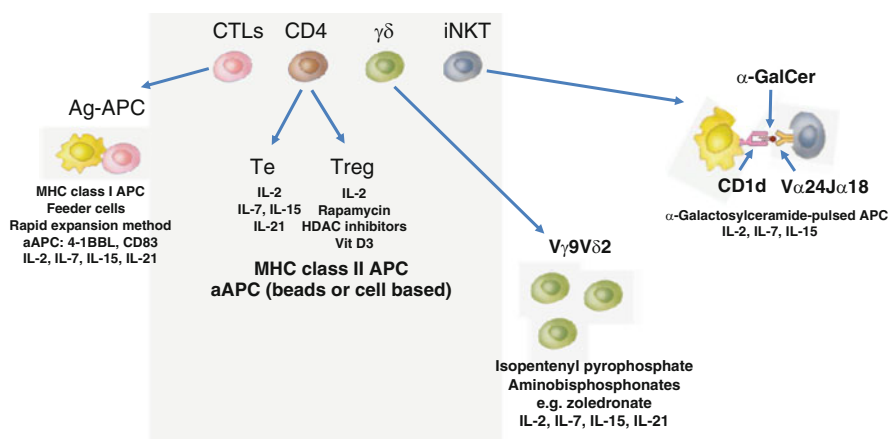 CTLs CD4 γδ iNKT
Ag-APC
MHC class I APC
Feeder cells
Rapid expansion method
aAPC: 4-1BBL, CD83
IL-2, IL-7, IL-15, IL-21
Te
IL-2
IL-7, IL-15
IL-21
Treg
IL-2
Rapamycin
HDAC inhibitors
Vit D3
MHC class II APC
aAPC (beads or cell based)
Vγ9Vδ2
Isopentenyl pyrophosphate
Aminobisphosphonates
e.g. zoledronate
IL-2, IL-7, IL-15, IL-21
α-GalCer
CD1d Vα24Jα18
α-Galactosylceramide-pulsed APC
IL-2, IL-7, IL-15